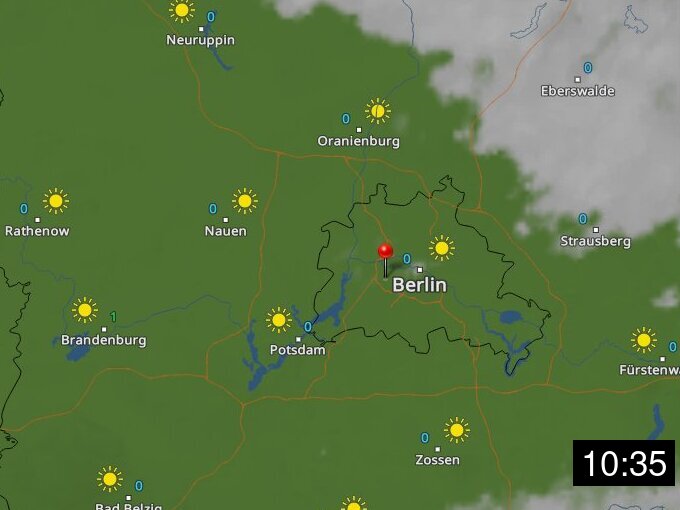 0
Neuruppin
0
Eberswalde
0
Oranienburg
0
Rathenow
0
Nauen
0
Strausberg
0
Berlin
1
Brandenburg
0
Potsdam
0
Fürstenwa
0
Zossen
10:35
0
Bad Belzig